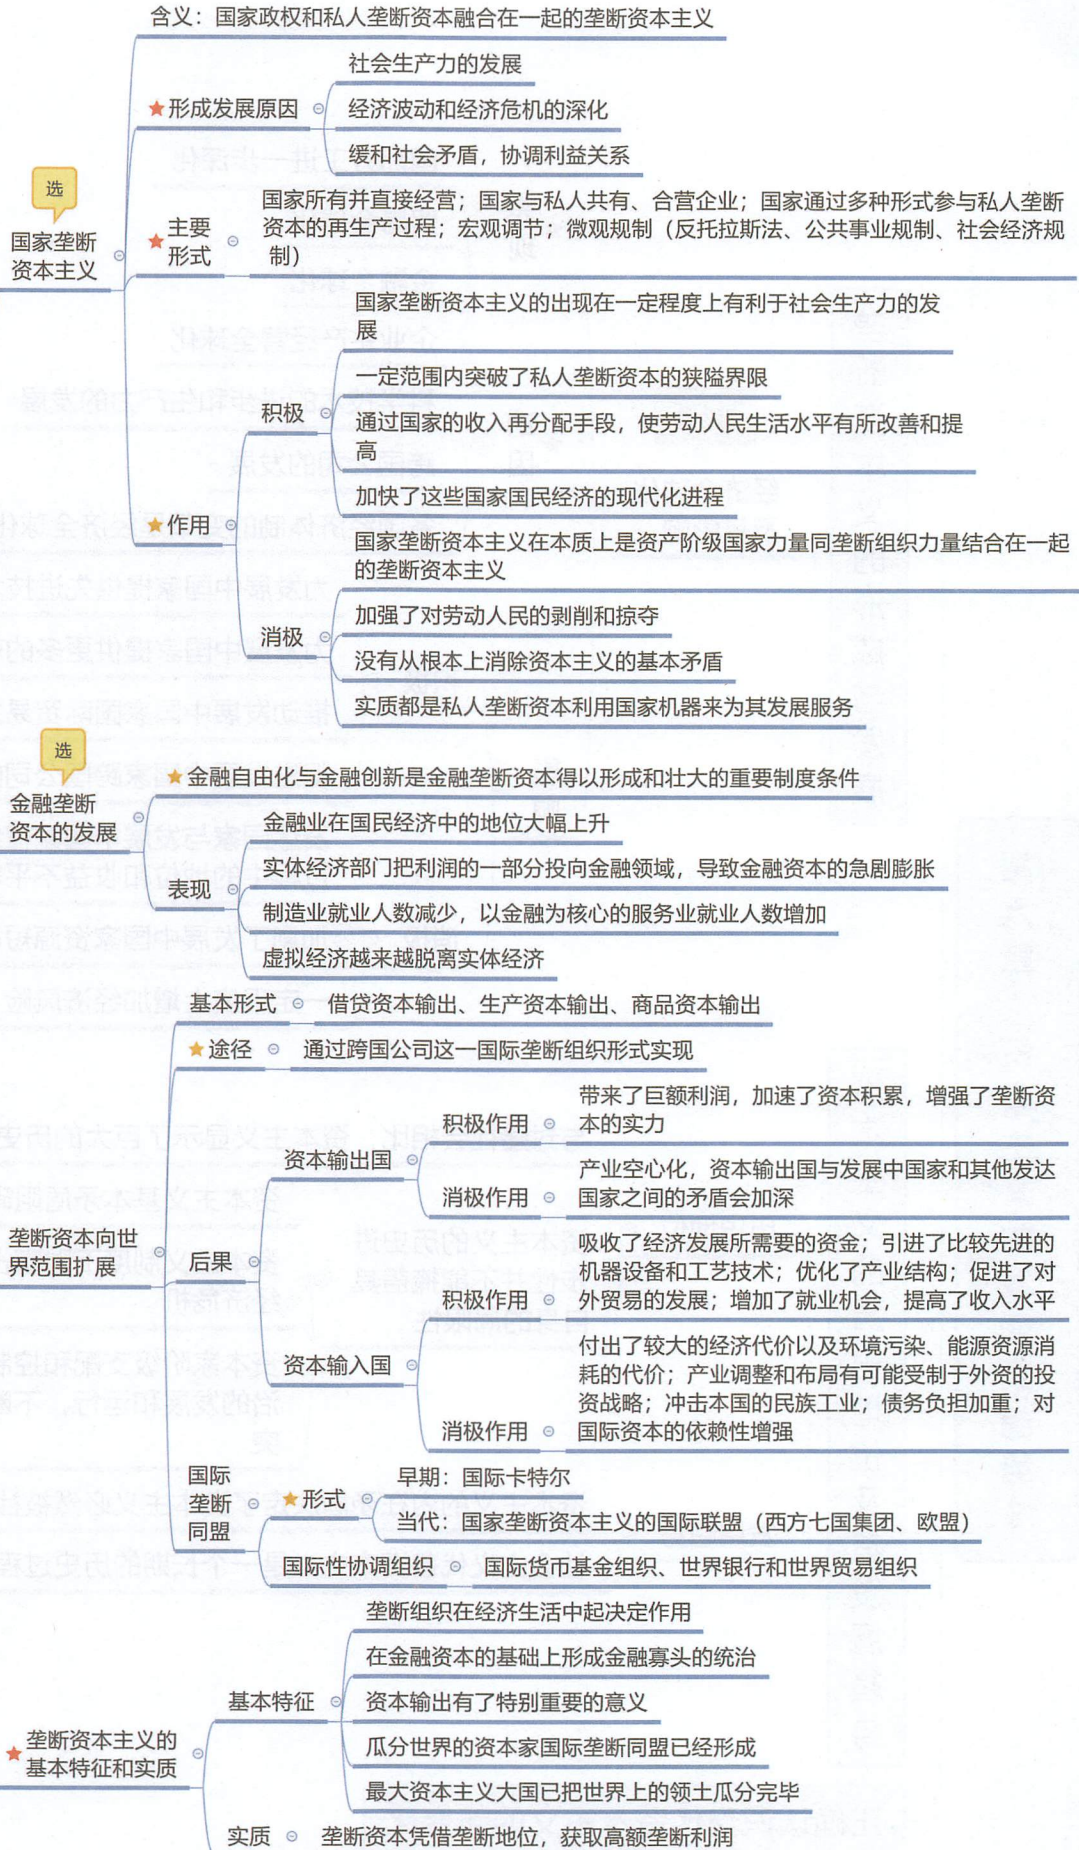 含义：国家政权和私人垄断资本融合在一起的垄断资本主义
社会生产力的发展
形成发展原因
经济波动和经济危机的深化
缓和社会矛盾，协调利益关系
选
国家垄断
资本主义
主要
形式
国家所有并直接经营；国家与私人共有、合营企业；国家通过多种形式参与私人垄断
资本的再生产过程；宏观调节；微观规制（反托拉斯法、公共事业规制、社会经济规
制）
国家垄断资本主义的出现在一定程度上有利于社会生产力的发
展
一定范围内突破了私人垄断资本的狭隘界限
积极
通过国家的收入再分配手段，使劳动人民生活水平有所改善和提
高
加快了这些国家国民经济的现代化进程
作用
国家垄断资本主义在本质上是资产阶级国家力量同垄断组织力量结合在一起
的垄断资本主义
加强了对劳动人民的剥削和掠夺
消极
没有从根本上消除资本主义的基本矛盾
实质都是私人垄断资本利用国家机器来为其发展服务
选
金融垄断
资本的发展
金融自由化与金融创新是金融垄断资本得以形成和壮大的重要制度条件
金融业在国民经济中的地位大幅上升
实体经济部门把利润的一部分投向金融领域，导致金融资本的急剧膨胀
表现
制造业就业人数减少，以金融为核心的服务业就业人数增加
虚拟经济越来越脱离实体经济
基本形式
借贷资本输出、生产资本输出、商品资本输出
途径
通过跨国公司这一国际垄断组织形式实现
带来了巨额利润，加速了资本积累，增强了垄断资
本的实力
积极作用
资本输出国
产业空心化，资本输出国与发展中国家和其他发达
国家之间的矛盾会加深
消极作用
垄断资本向世
界范围扩展
后果
吸收了经济发展所需要的资金；引进了比较先进的
机器设备和工艺技术；优化了产业结构；促进了对
外贸易的发展；增加了就业机会，提高了收入水平
积极作用
资本输入国
付出了较大的经济代价以及环境污染、能源资源消
耗的代价；产业调整和布局有可能受制于外资的投
资战略；冲击本国的民族工业；债务负担加重；对
国际资本的依赖性增强
消极作用
国际
垄断
同盟
形式
早期：国际卡特尔
当代：国家垄断资本主义的国际联盟（西方七国集团、欧盟）
国际性协调组织
国际货币基金组织、世界银行和世界贸易组织
垄断组织在经济生活中起决定作用
在金融资本的基础上形成金融寡头的统治
基本特征
资本输出有了特别重要的意义
瓜分世界的资本家国际垄断同盟已经形成
最大资本主义大国已把世界上的领土瓜分完毕
垄断资本主义的
基本特征和实质
实质
垄断资本凭借垄断地位，获取高额垄断利润